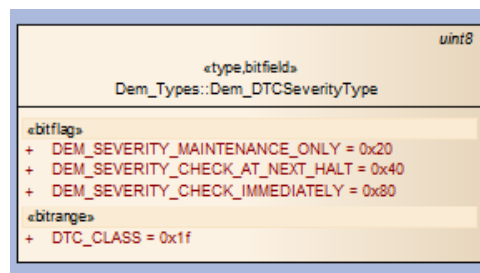 uint8
«type,bitfield»
Dem_Types::Dem_DTCSeverityType
«bitflag»
+ DEM_SEVERITY_MAINTENANCE_ONLY = 0x20
+ DEM_SEVERITY_CHECK_AT_NEXT_HALT = 0x40
+ DEM_SEVERITY_CHECK_IMMEDIATELY = 0x80
«bitrange»
+ DTC_CLASS = 0x1f